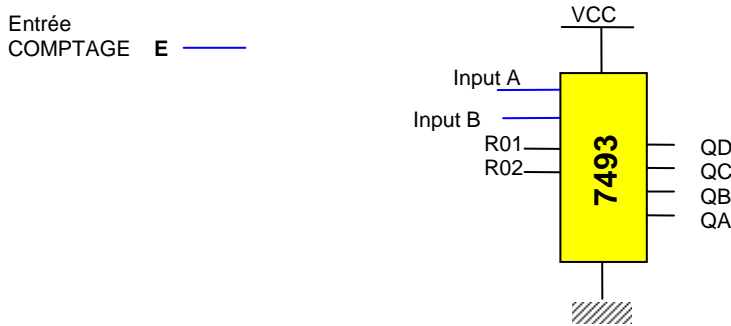 Entrée
COMPTAGE E
VCC
Input A
Input B
R01
R02
7493
QD
QC
QB
QA